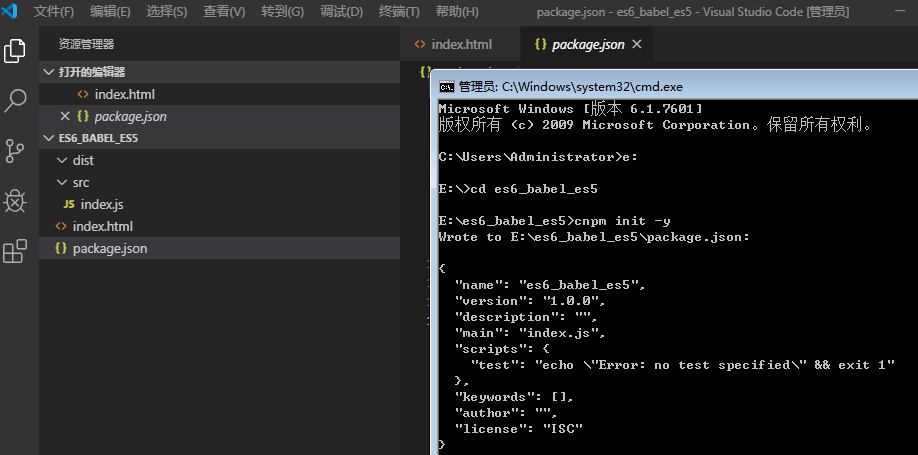 文件(F) 编辑(E) 选择(S) 查看(V) 转到(G) 调试(D) 终端(T) 帮助(H) package.json - es6_babel_es5 - Visual Studio Code [管理员]
资源管理器
index.html
{} package.json ×
打开的编辑器
<> index.html
× {} package.json
ES6_BABEL_ES5
dist
src
JS index.js
<> index.html
{} package.json
{}
管理员: C:\Windows\system32\cmd.exe
Microsoft Windows [版本 6.1.7601]
版权所有 (c) 2009 Microsoft Corporation。保留所有权利。
C:\Users\Administrator>e:
E:\>cd es6_babel_es5
E:\es6_babel_es5>cnpm init -y
Wrote to E:\es6_babel_es5\package.json:
{
"name": "es6_babel_es5",
"version": "1.0.0",
"description": "",
"main": "index.js",
"scripts": {
"test": "echo \"Error: no test specified\" && exit 1"
},
"keywords": [],
"author": "",
"license": "ISC"
}